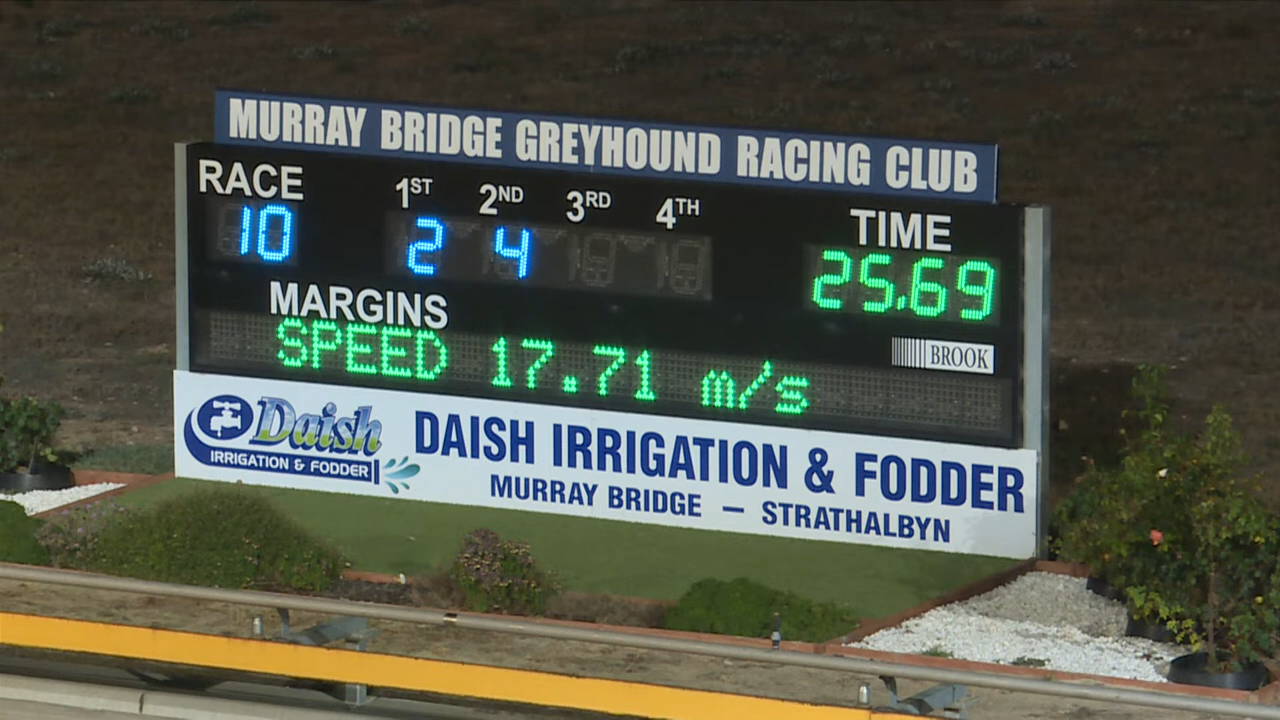 MURRAY BRIDGE GREYHOUND RACING CLUB
RACE 1ST 2ND 3RD 4TH TIME
10 2 4 25.69
MARGINS
SPEED 17.71 m/s
BROOK
Daish
IRRIGATION & FODDER
DAISH IRRIGATION & FODDER
MURRAY BRIDGE – STRATHALBYN